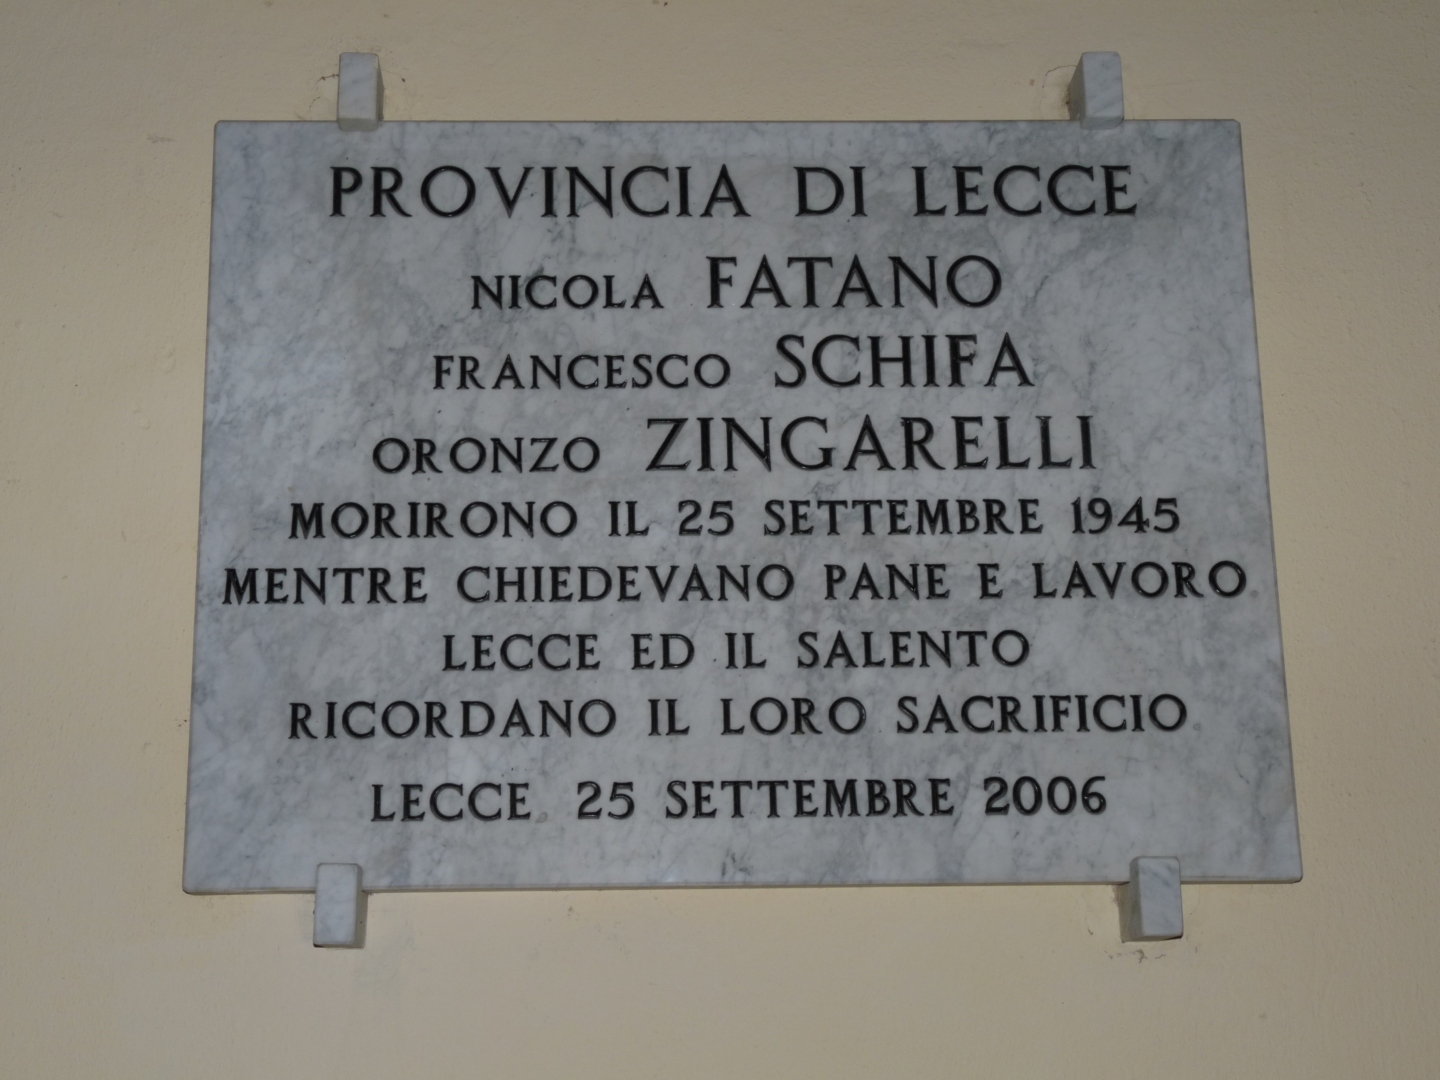 PROVINCIA DI LECCE
NICOLA FATANO
FRANCESCO SCHIFA
ORONZO ZINGARELLI
MORIRONO IL 25 SETTEMBRE 1945
MENTRE CHIEDEVANO PANE E LAVORO
LECCE ED IL SALENTO
RICORDANO IL LORO SACRIFICIO
LECCE 25 SETTEMBRE 2006